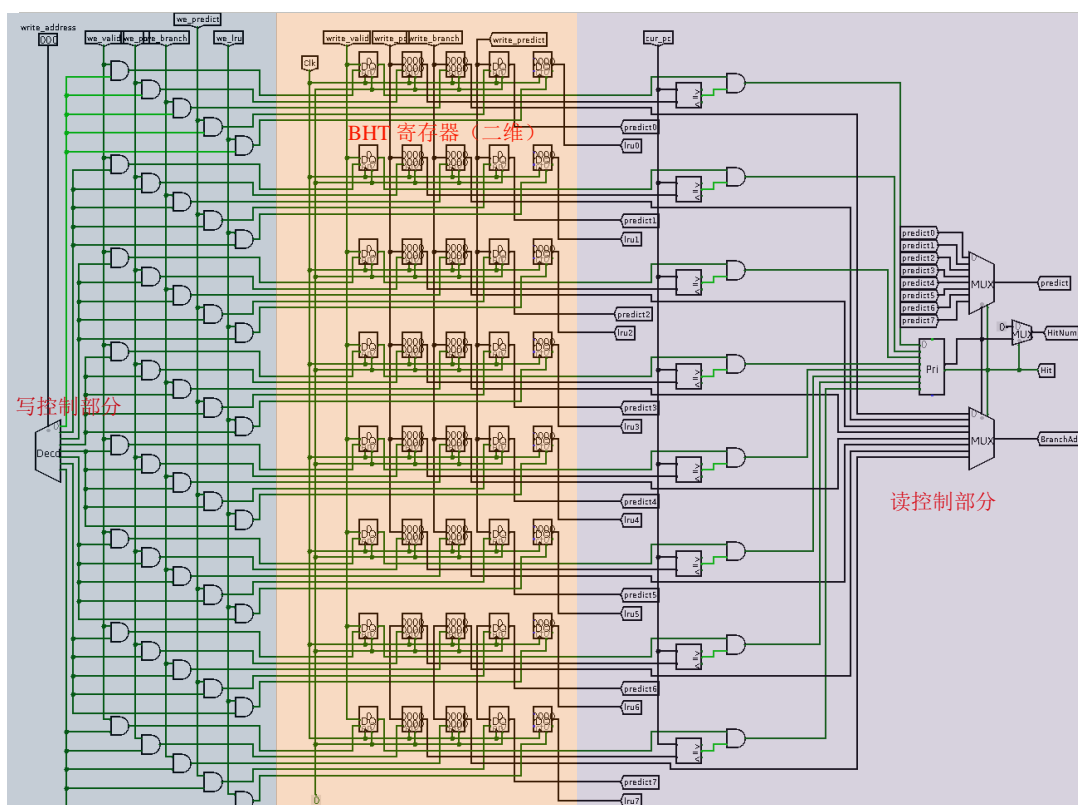 write_address
000
we_valid
we_pc
we_branch
we_predict
we_lru
Clk
write_valid
write_pc
write_branch
write_predict
cur_pc
BHT 寄存器（二维）
predict0
lru0
predict1
lru1
predict2
lru2
predict3
lru3
predict4
lru4
predict5
lru5
predict6
lru6
predict7
lru7
写控制部分
Decd
predict0
predict1
predict2
predict3
predict4
predict5
predict6
predict7
MUX
predict
MUX
HitNum
Pri
Hit
MUX
BranchAd
读控制部分